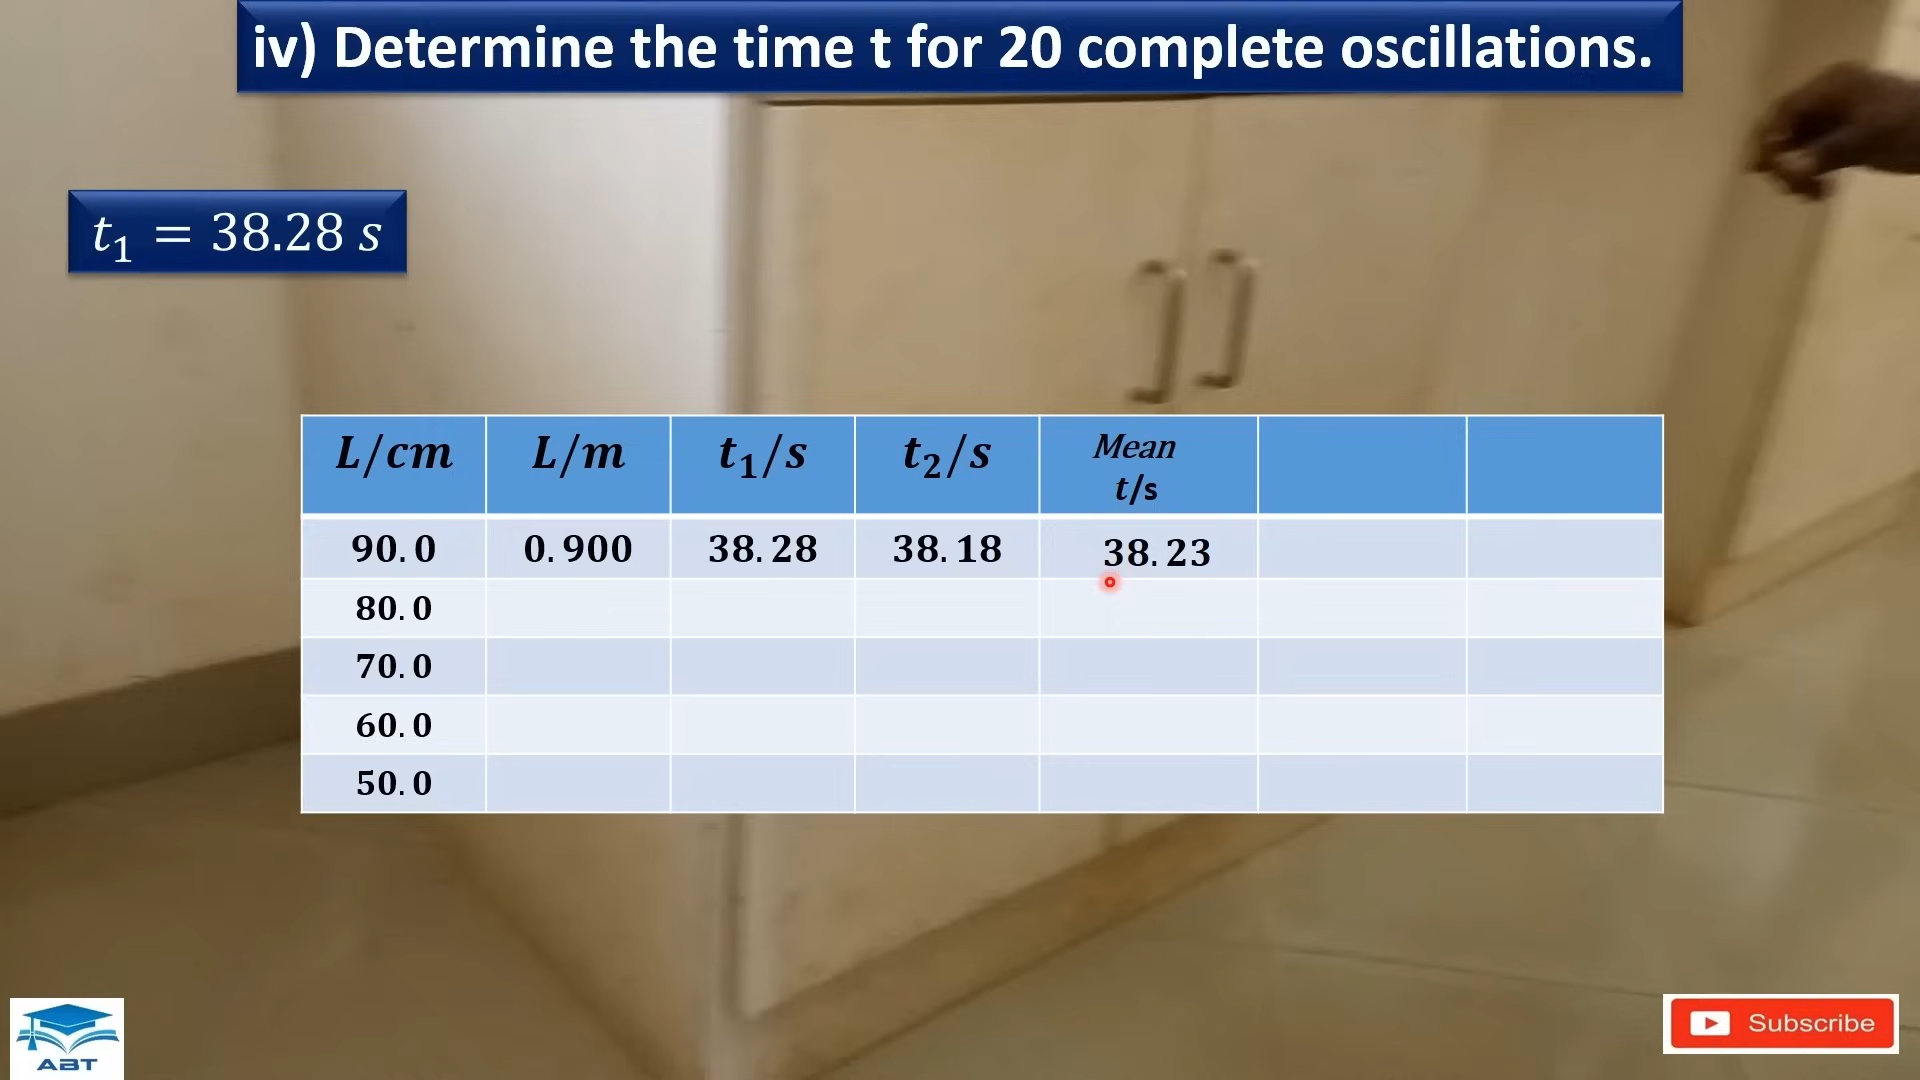 iv) Determine the time t for 20 complete oscillations.
t₁ = 38.28 s
L/cm L/m t₁/s t₂/s Mean t/s
90.0 0.900 38.28 38.18 38.23
80.0
70.0
60.0
50.0
ABT
Subscribe